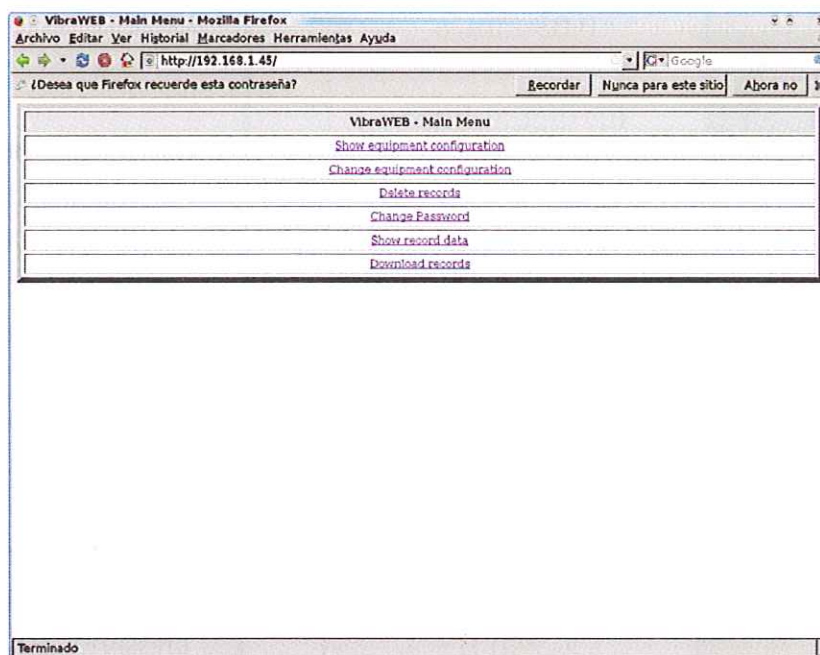 VibraWEB - Main Menu - Mozilla Firefox
Archivo Editar Ver Historial Marcadores Herramientas Ayuda
http://192.168.1.45/ Google
¿Desea que Firefox recuerde esta contraseña? Recordar Nunca para este sitio Ahora no
VibraWEB - Main Menu
Show equipment configuration
Change equipment configuration
Delete records
Change Password
Show record data
Download records
Terminado